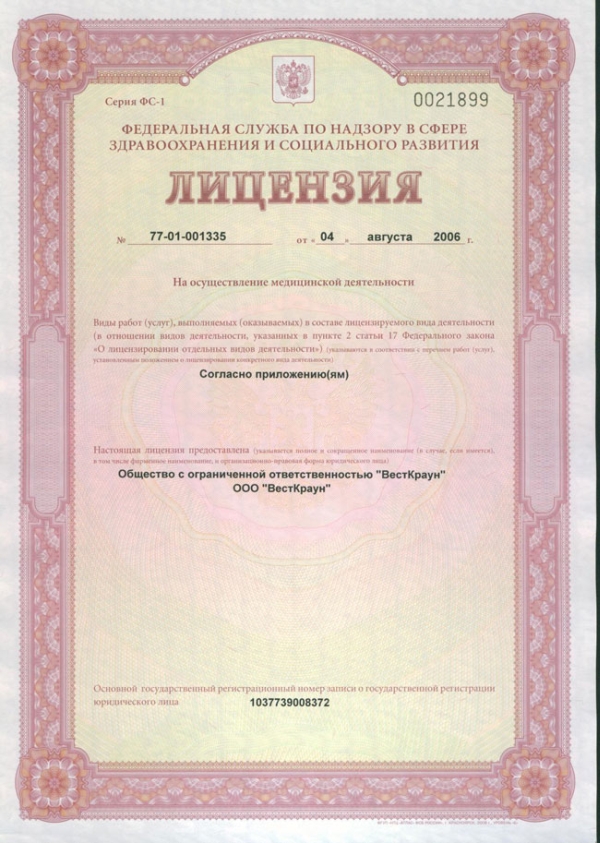 Серия ФС-1
0021899
ФЕДЕРАЛЬНАЯ СЛУЖБА ПО НАДЗОРУ В СФЕРЕ
ЗДРАВООХРАНЕНИЯ И СОЦИАЛЬНОГО РАЗВИТИЯ
ЛИЦЕНЗИЯ
№ 77-01-001335 от « 04 » августа 2006 г.
На осуществление медицинской деятельности
Виды работ (услуг), выполняемых (оказываемых) в составе лицензируемого вида деятельности
(в отношении видов деятельности, указанных в пункте 2 статьи 17 Федерального закона
«О лицензировании отдельных видов деятельности») (указываются в соответствии с перечнем работ (услуг),
установленным положением о лицензировании конкретного вида деятельности)
Согласно приложению(ям)
Настоящая лицензия предоставлена (указывается полное и сокращенное наименование (в случае, если имеется),
в том числе фирменное наименование, и организационно-правовая форма юридического лица)
Общество с ограниченной ответственностью "ВестКраун"
ООО "ВестКраун"
Основной государственный регистрационный номер записи о государственной регистрации
юридического лица 1037739008372